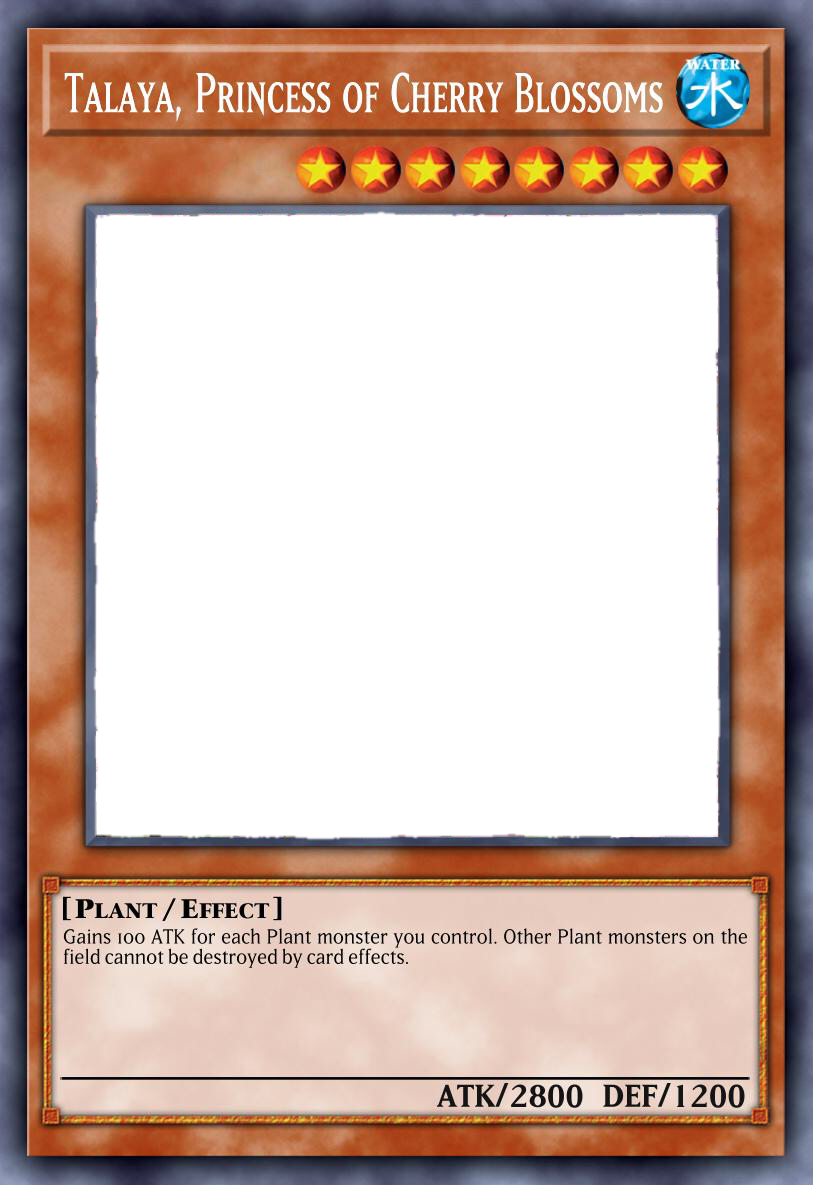 Talaya, Princess of Cherry Blossoms
WATER
水
[Plant / Effect]
Gains 100 ATK for each Plant monster you control. Other Plant monsters on the
field cannot be destroyed by card effects.
ATK/2800 DEF/1200